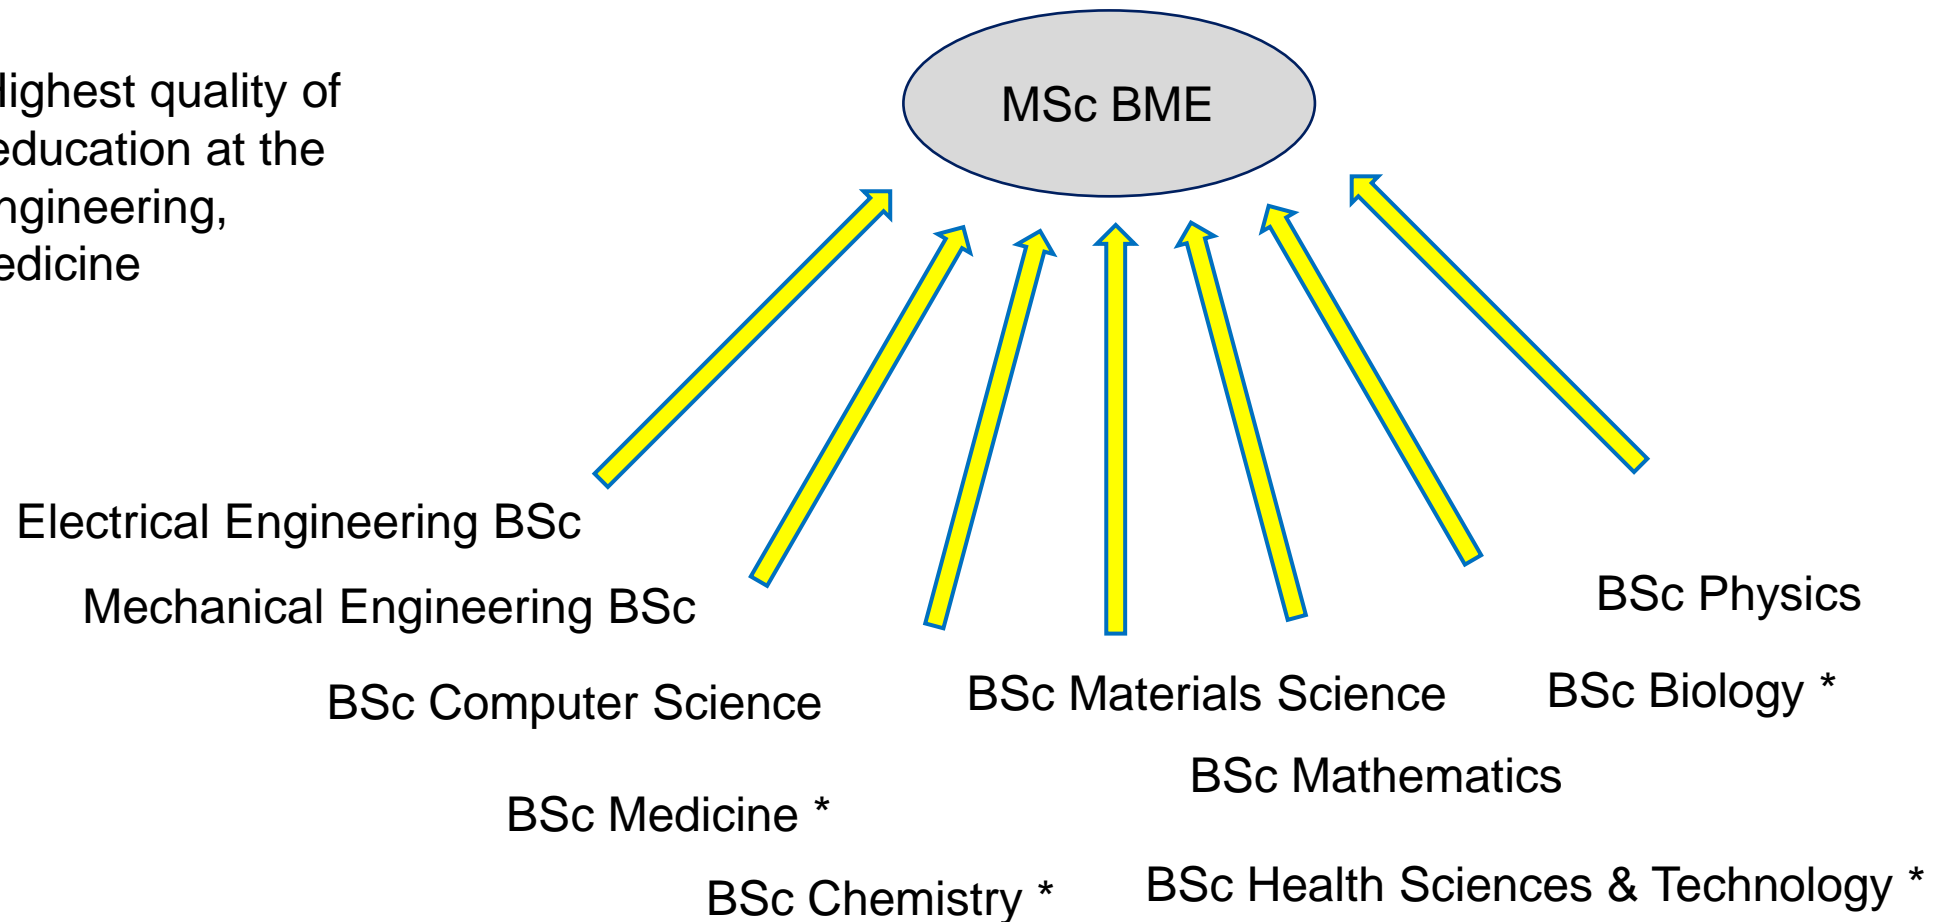 MSc BME
Highest quality of
education at the
ngineering,
edicine
Electrical Engineering BSc
Mechanical Engineering BSc
BSc Physics
BSc Computer Science
BSc Materials Science
BSc Biology *
BSc Mathematics
BSc Medicine *
BSc Chemistry *
BSc Health Sciences & Technology *